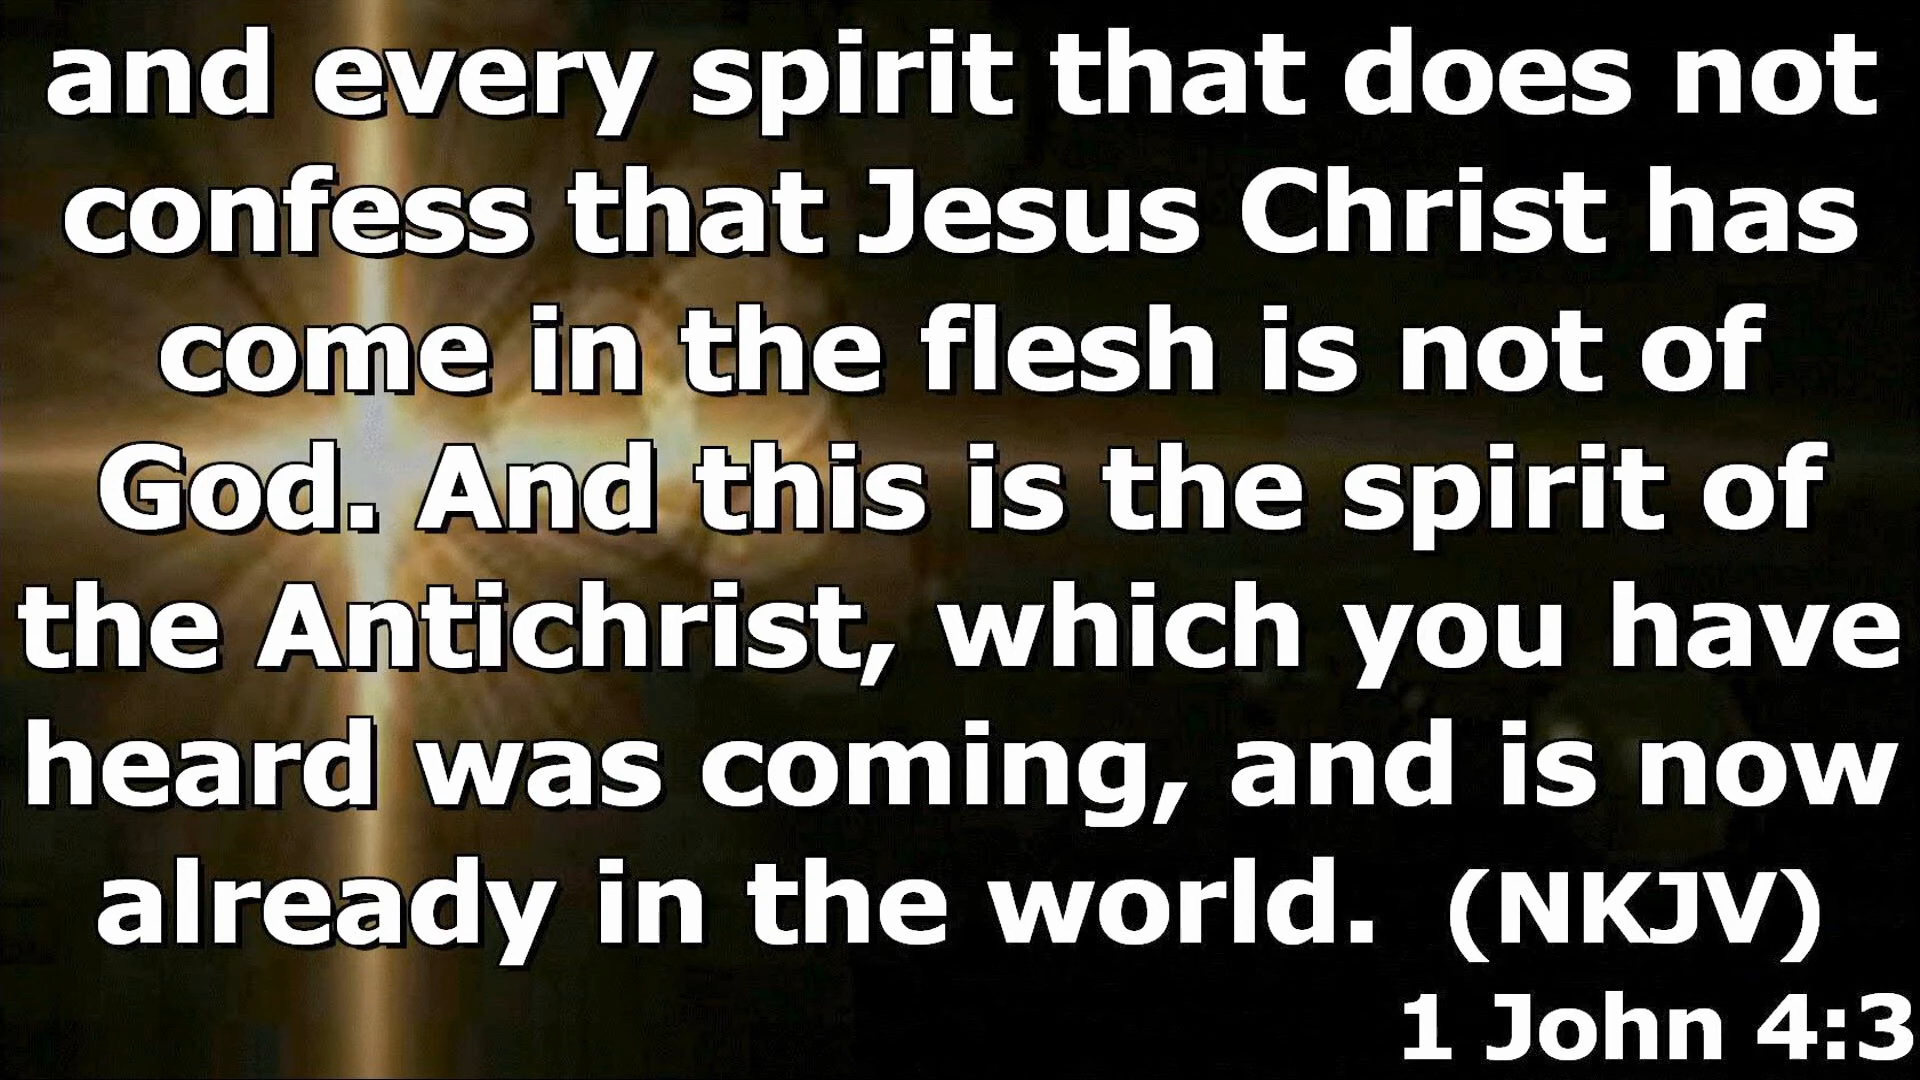 and every spirit that does not
confess that Jesus Christ has
come in the flesh is not of
God. And this is the spirit of
the Antichrist, which you have
heard was coming, and is now
already in the world. (NKJV)
1 John 4:3